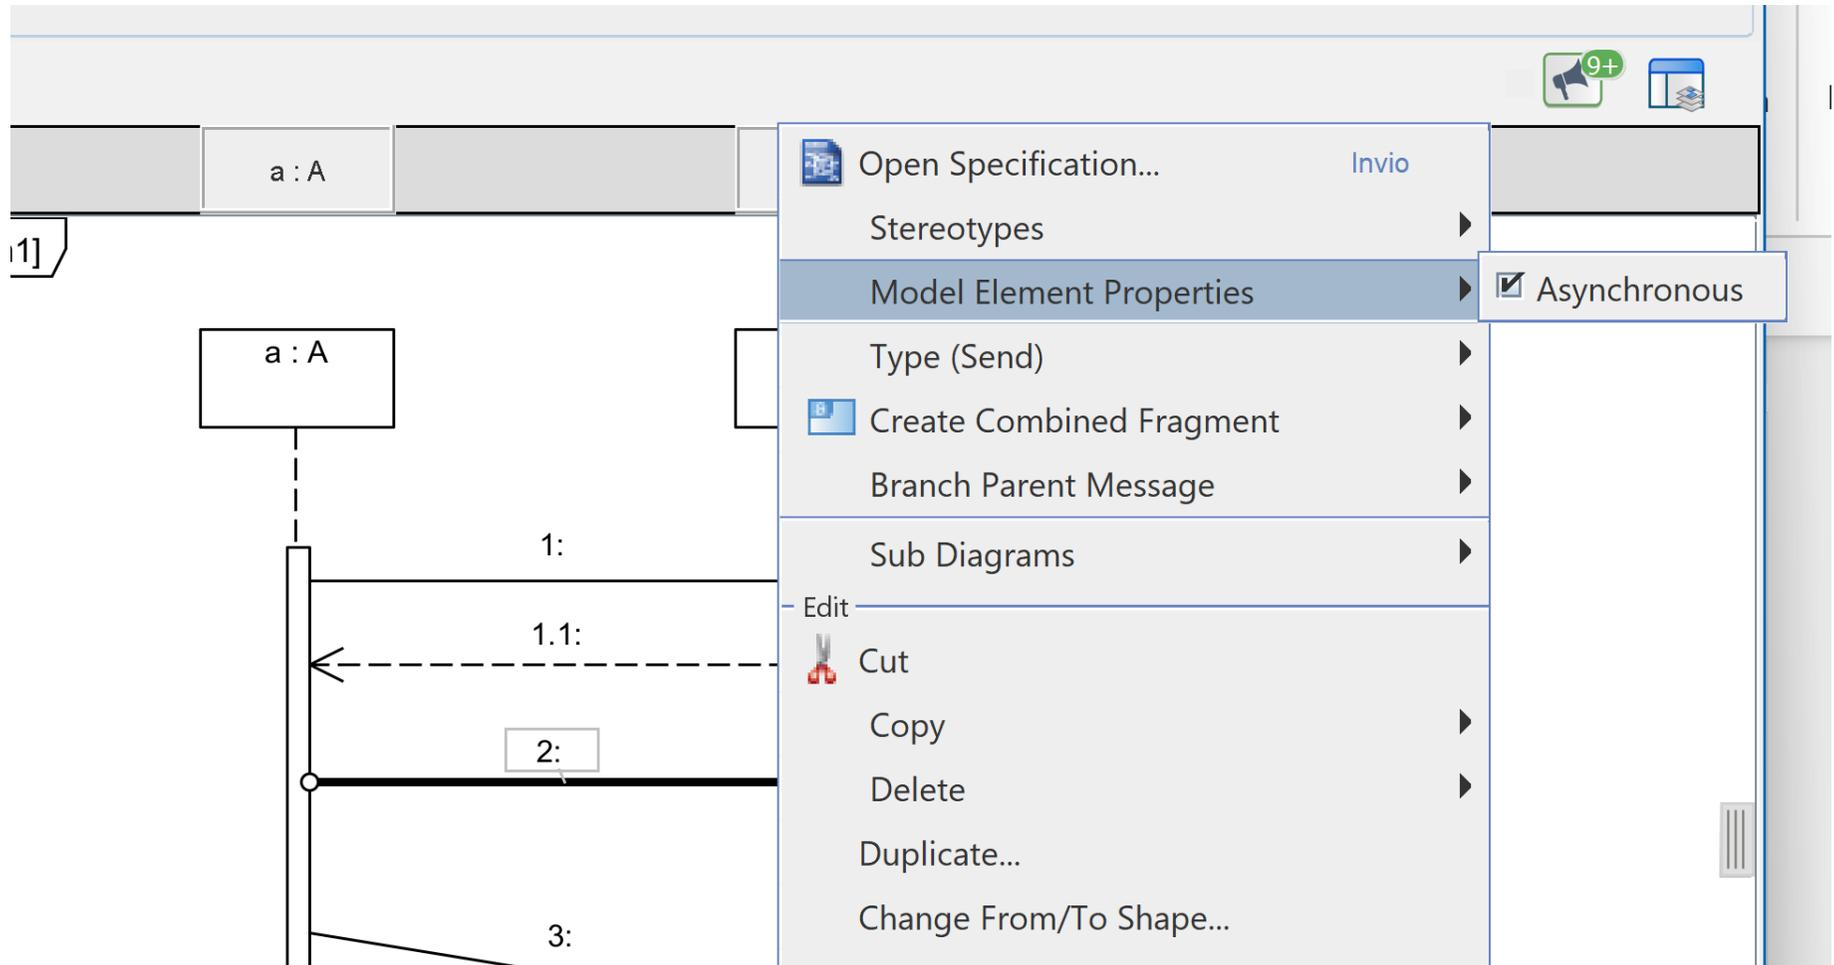 9+
a : A
Open Specification... Invio
Stereotypes
1]
Model Element Properties
Asynchronous
a : A
Type (Send)
Create Combined Fragment
Branch Parent Message
1:
Sub Diagrams
Edit
1.1:
Cut
Copy
2:
Delete
Duplicate...
Change From/To Shape...
3: